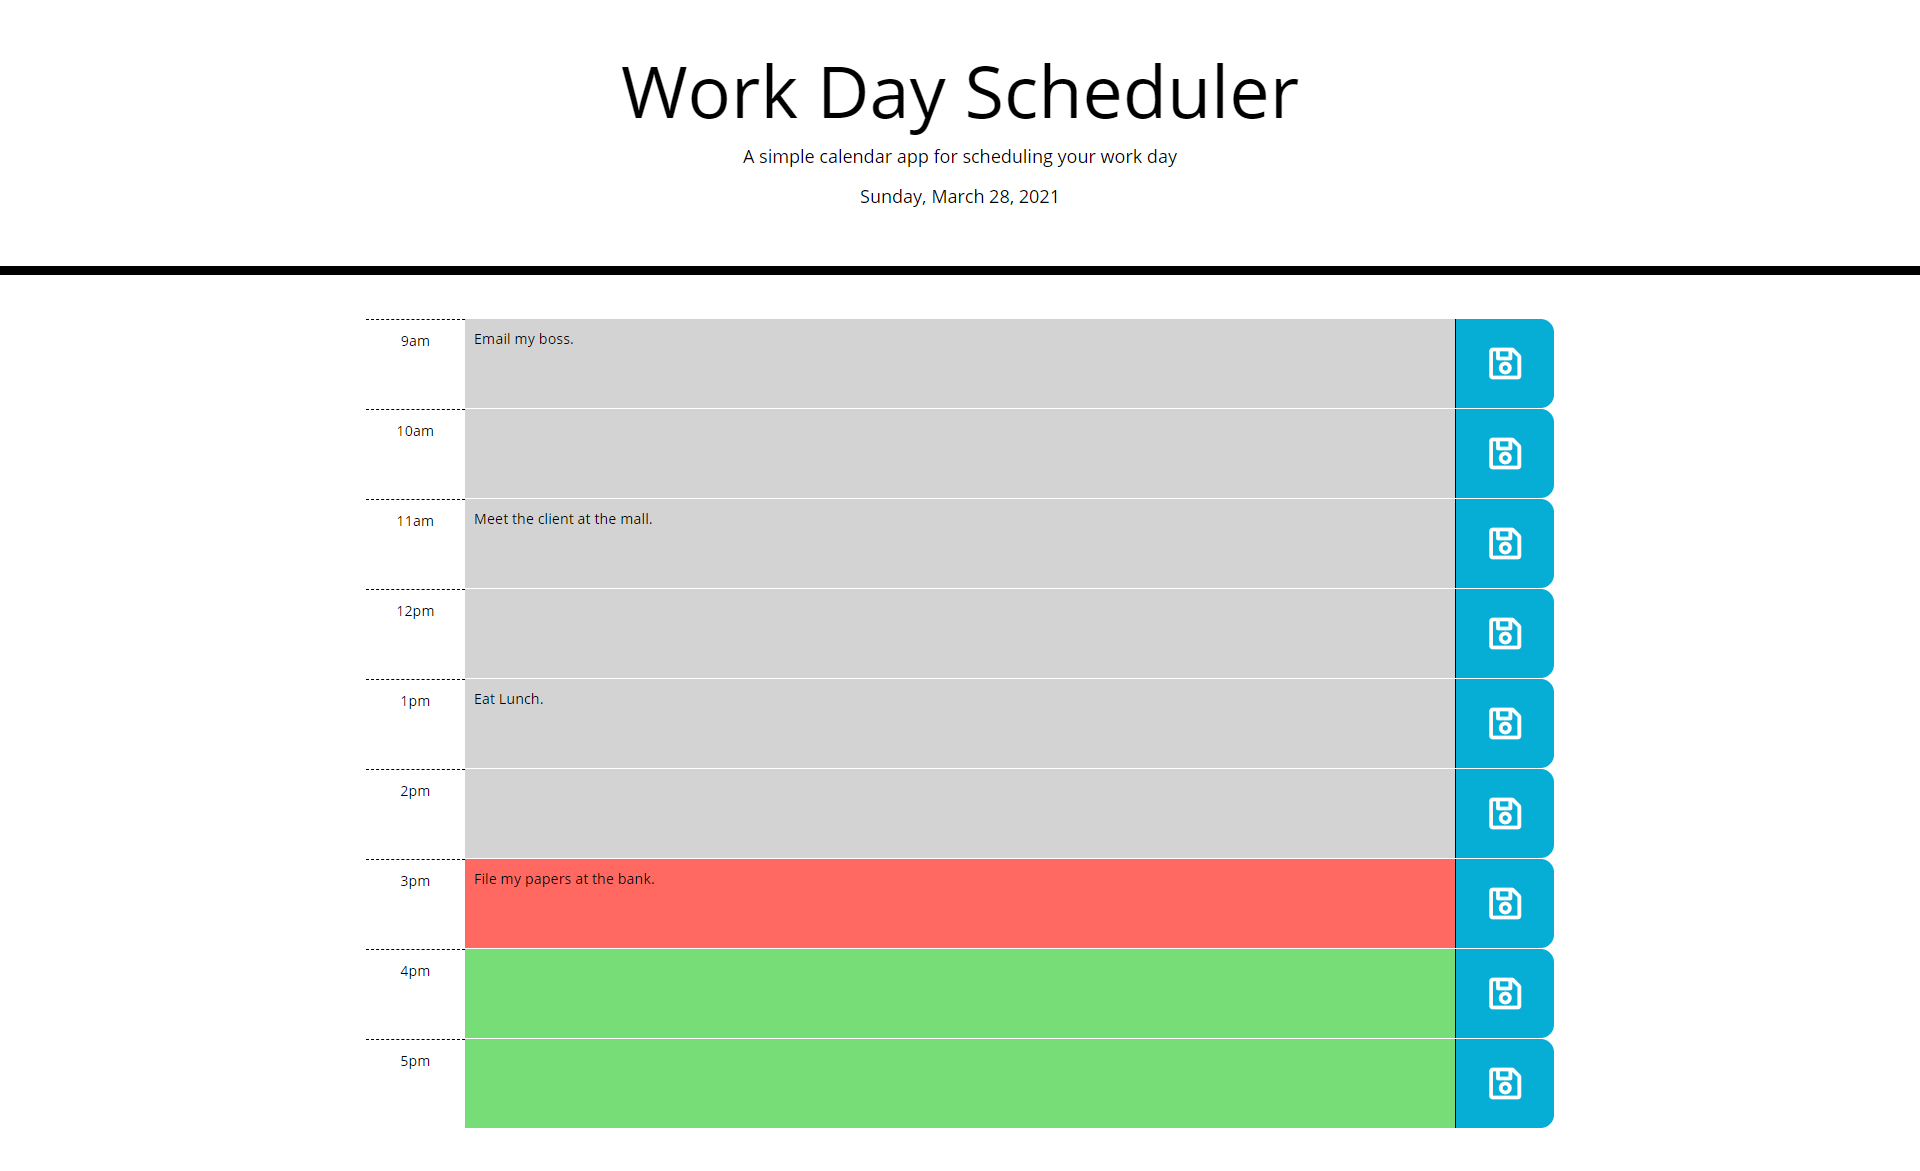 Work Day Scheduler
A simple calendar app for scheduling your work day
Sunday, March 28, 2021
9am
Email my boss.
10am
11am
Meet the client at the mall.
12pm
1pm
Eat Lunch.
2pm
3pm
File my papers at the bank.
4pm
5pm